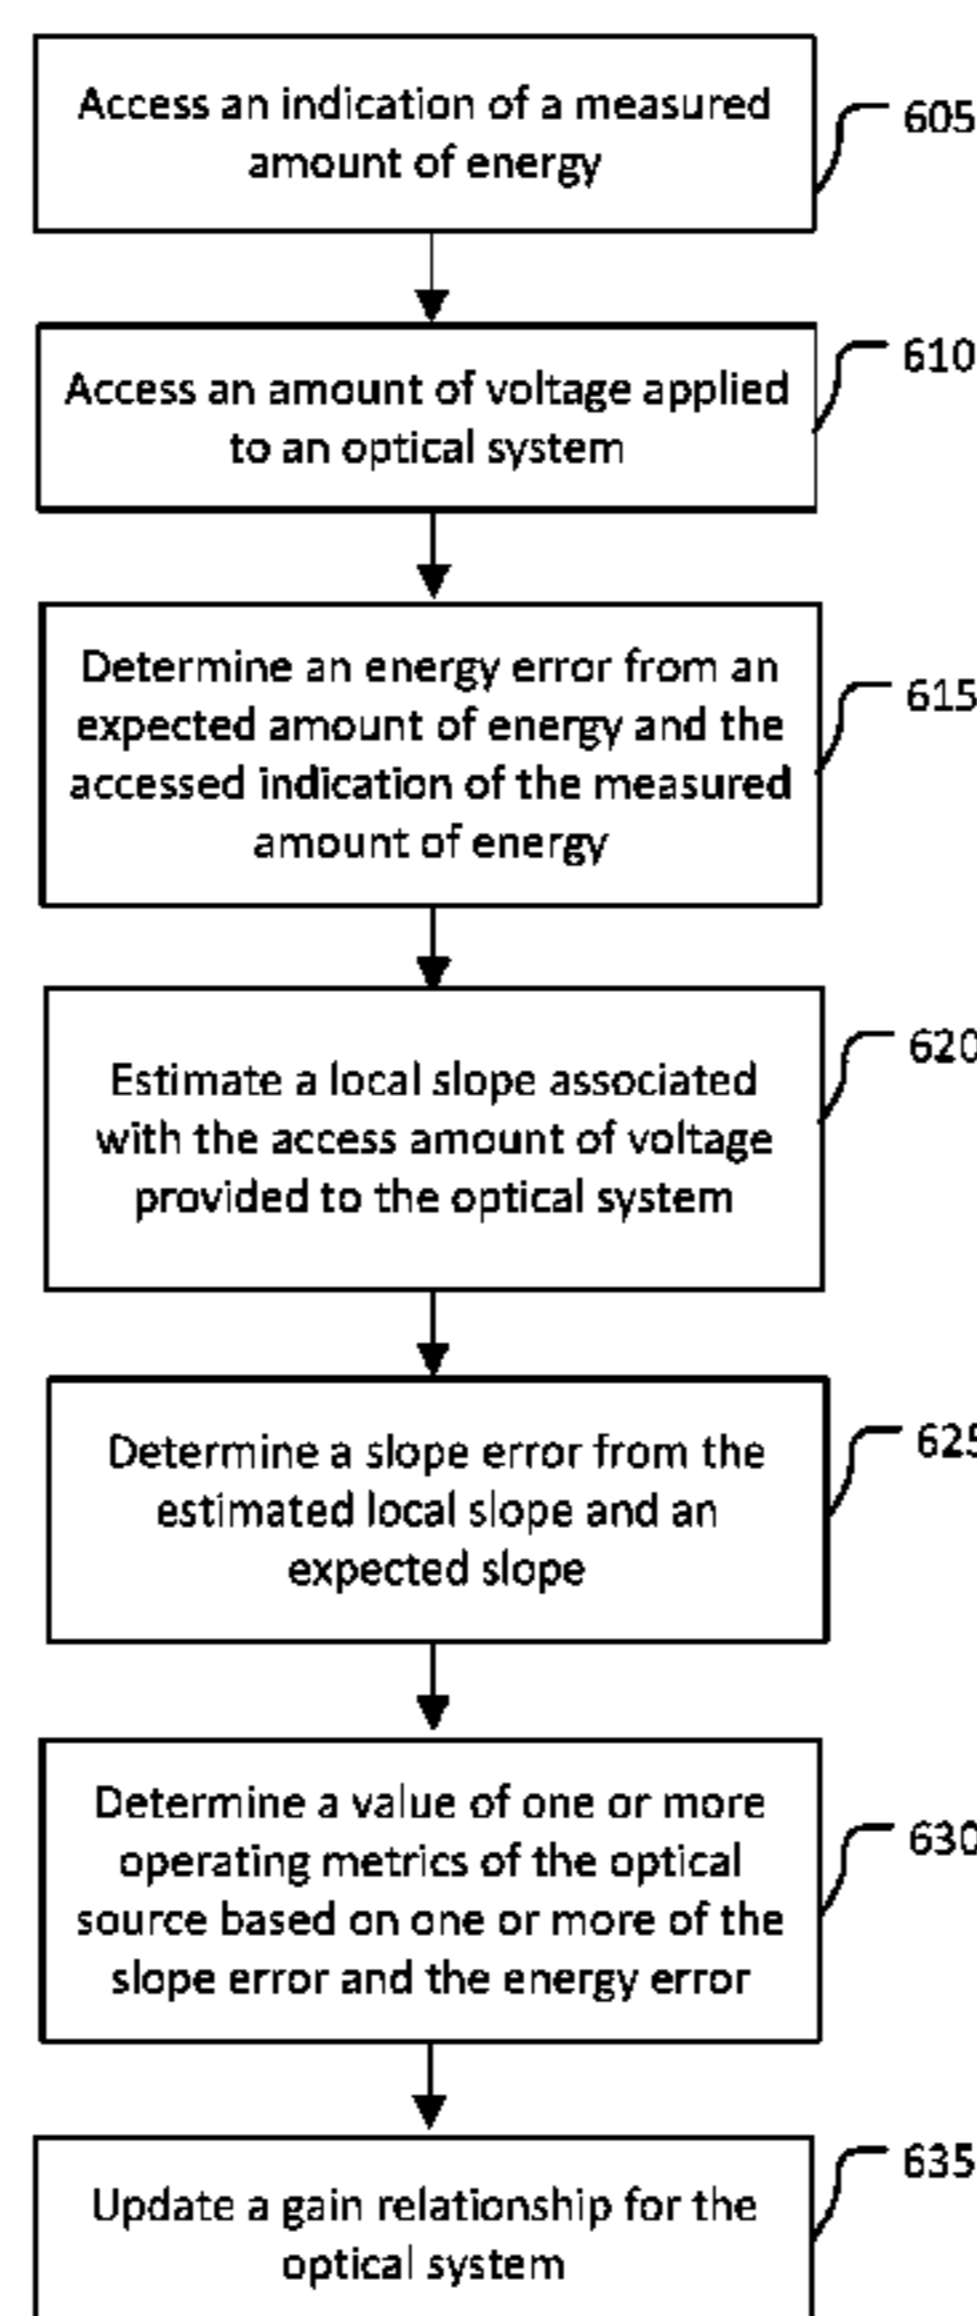 Access an indication of a measured
amount of energy
605
Access an amount of voltage applied
to an optical system
610
Determine an energy error from an
expected amount of energy and the
accessed indication of the measured
amount of energy
615
Estimate a local slope associated
with the access amount of voltage
provided to the optical system
620
Determine a slope error from the
estimated local slope and an
expected slope
625
Determine a value of one or more
operating metrics of the optical
source based on one or more of the
slope error and the energy error
630
Update a gain relationship for the
optical system
635